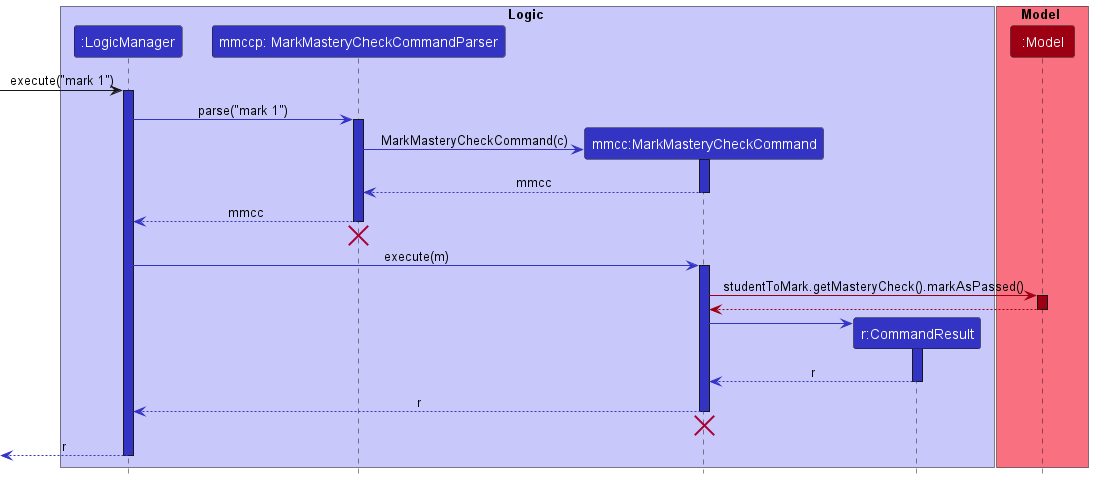 Logic
Model
:LogicManager
mmccp: MarkMasteryCheckCommandParser
:Model
execute("mark 1")
parse("mark 1")
MarkMasteryCheckCommand(c)
mmcc:MarkMasteryCheckCommand
mmcc
mmcc
execute(m)
studentToMark.getMasteryCheck().markAsPassed()
r:CommandResult
r
r
r